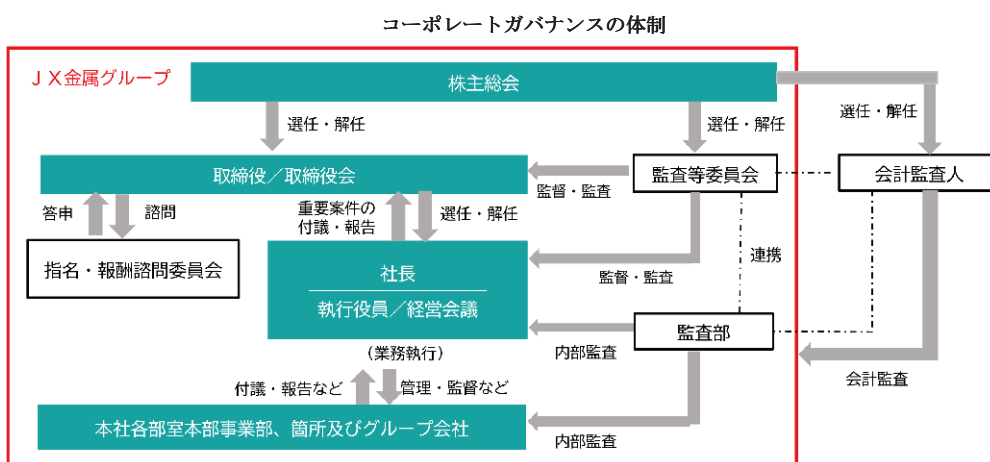 コーポレートガバナンスの体制
ＪＸ金属グループ
株主総会
選任・解任
選任・解任
選任・解任
取締役／取締役会
監査等委員会
会計監査人
監督・監査
答申
諮問
重要案件の
付議・報告
選任・解任
指名・報酬諮問委員会
社長
執行役員／経営会議
監督・監査
連携
監査部
内部監査
（業務執行）
会計監査
付議・報告など
管理・監督など
本社各部室本部事業部、箇所及びグループ会社
内部監査